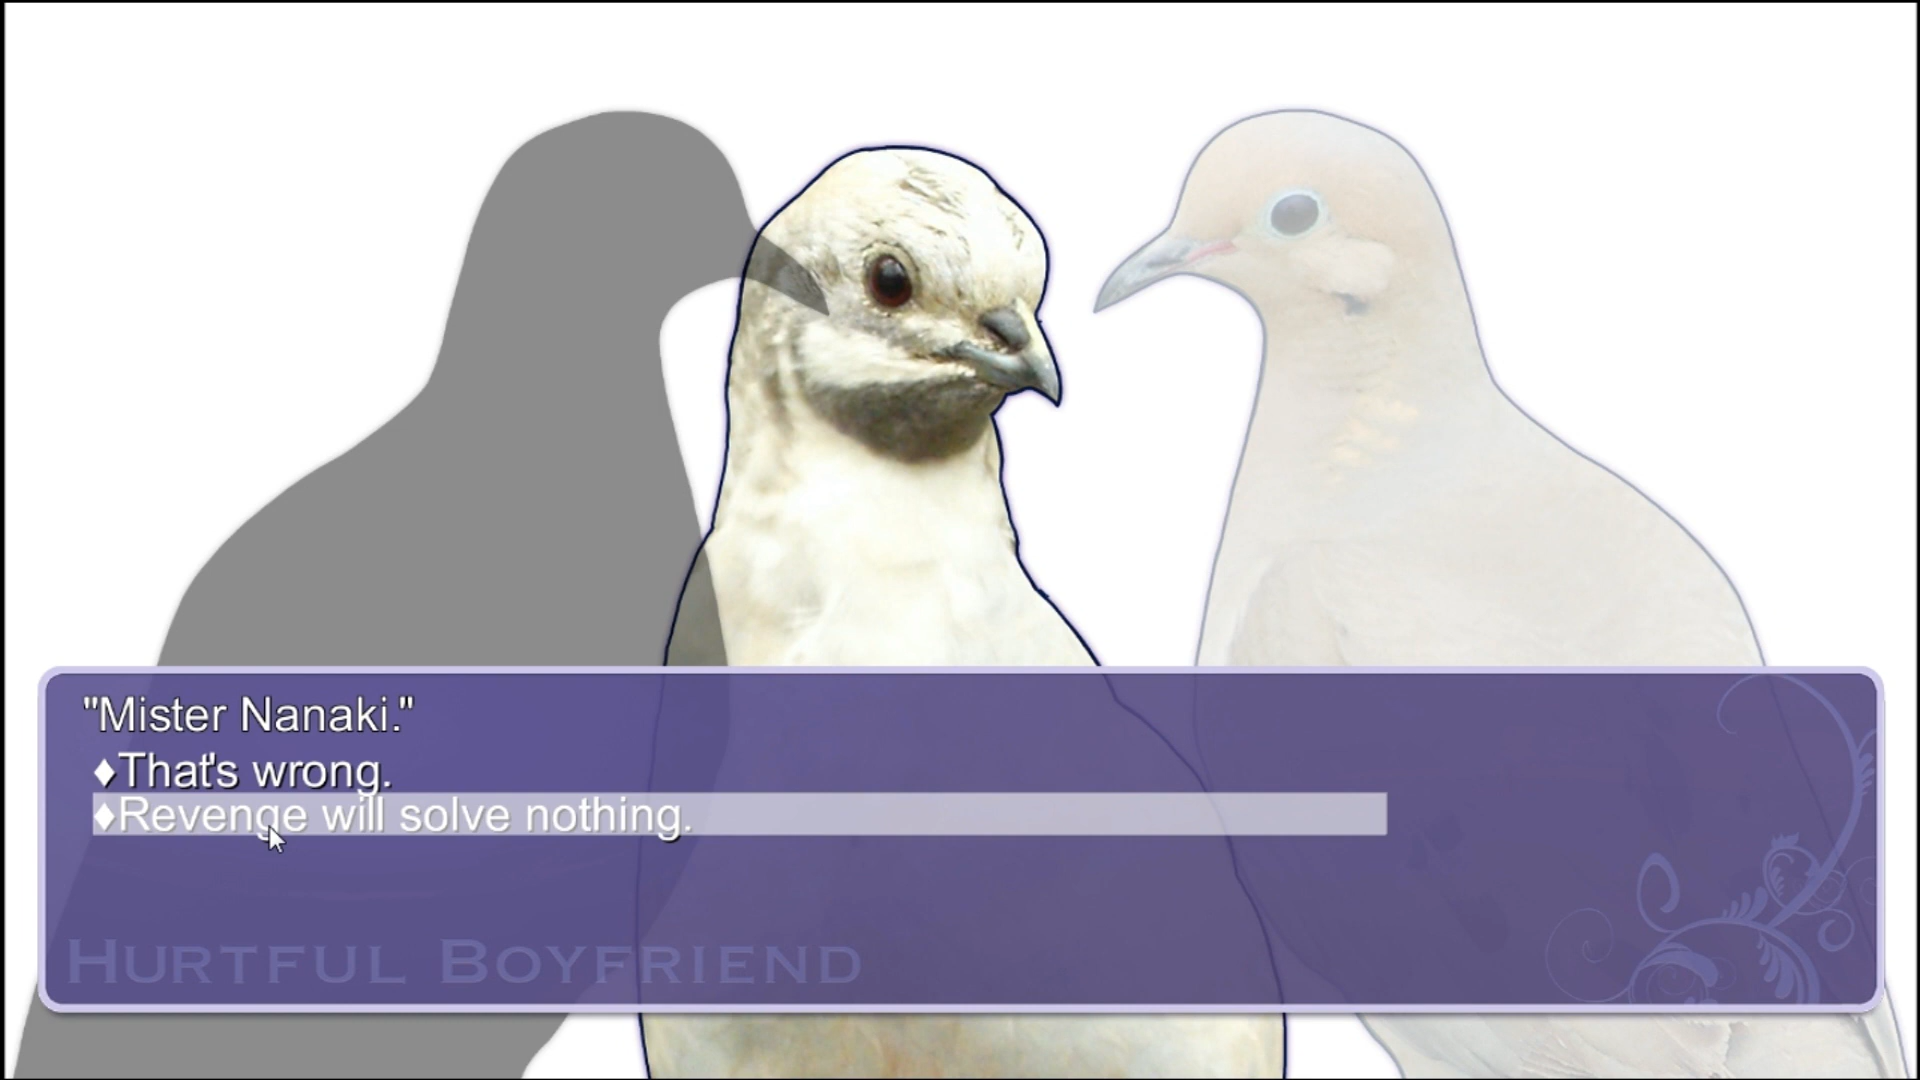 "Mister Nanaki."
♦That's wrong.
♦Revenge will solve nothing.
HURTFUL BOYFRIEND